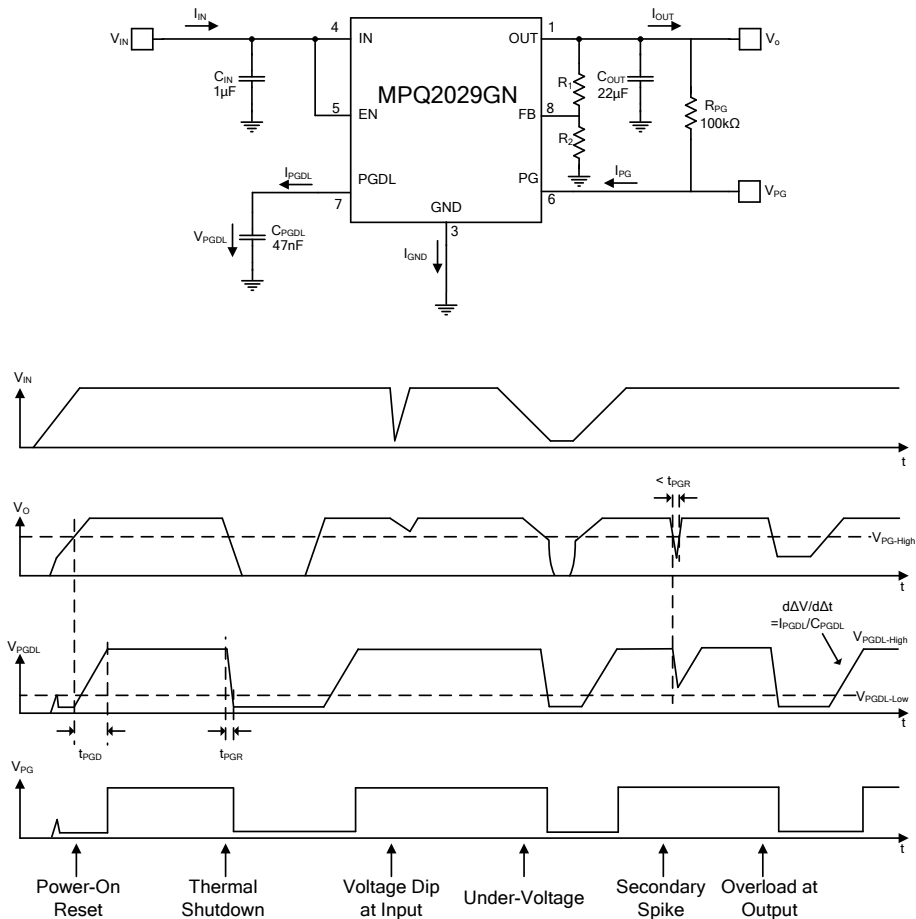 I_IN
I_OUT
V_IN
4
IN
OUT
1
V_o
C_IN
1µF
MPQ2029GN
R_1
C_OUT
22µF
R_PG
100kΩ
5
EN
FB
8
R_2
I_PGDL
PGDL
7
PG
6
I_PG
V_PG
GND
3
V_PGDL
C_PGDL
47nF
I_GND
V_IN
t
< t_PGR
V_O
V_PG-High
t
d∆V/d∆t
=I_PGDL/C_PGDL
V_PGDL
V_PGDL-High
V_PGDL-Low
t
t_PGD
t_PGR
V_PG
t
Power-On
Reset
Thermal
Shutdown
Voltage Dip
at Input
Under-Voltage
Secondary
Spike
Overload at
Output